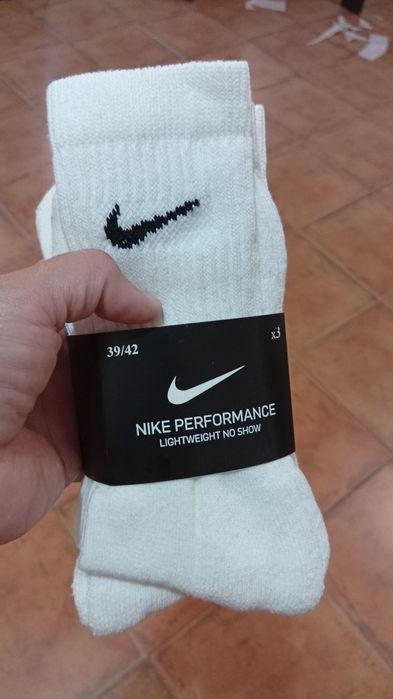 39/42
x3
NIKE PERFORMANCE
LIGHTWEIGHT NO SHOW